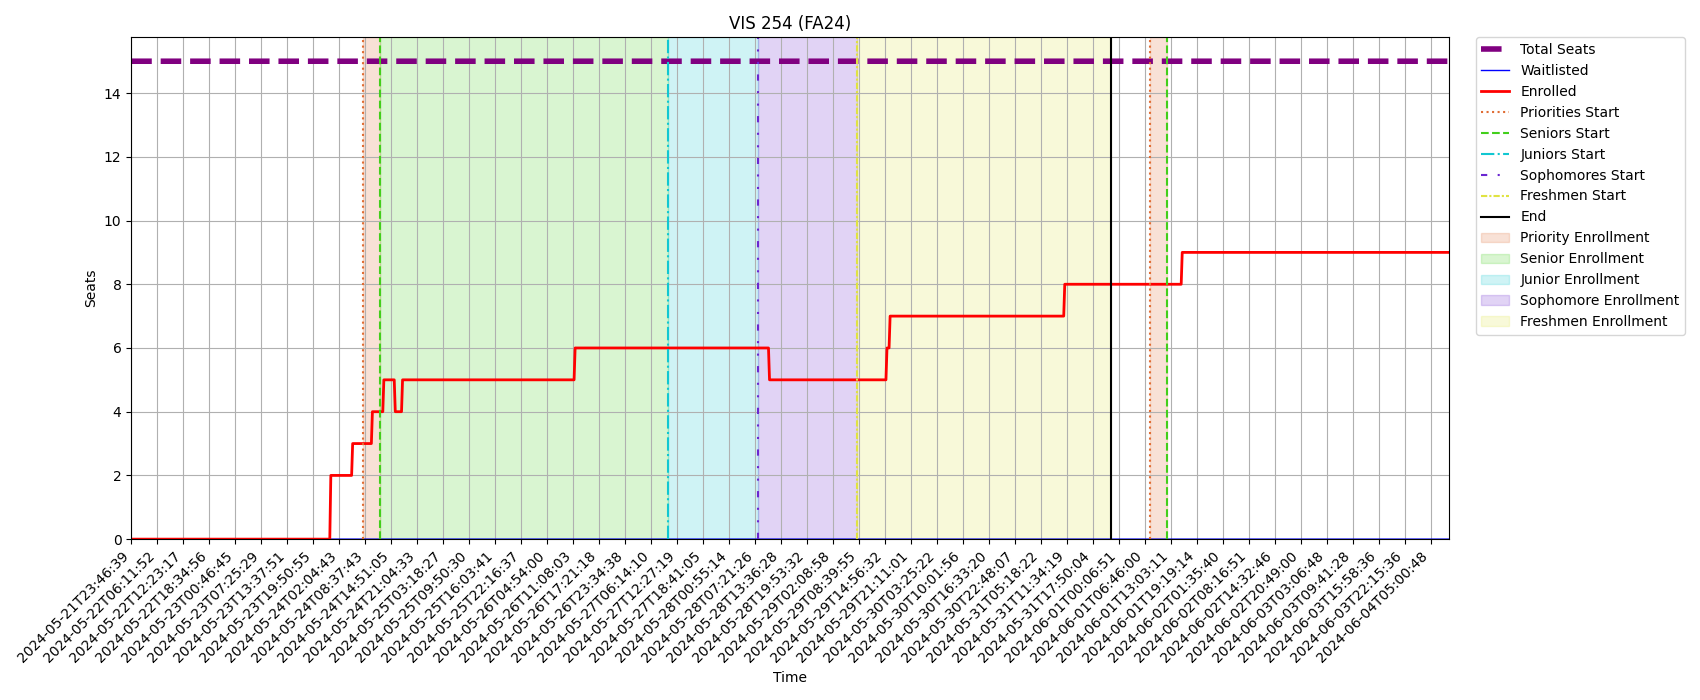 VIS 254 (FA24)
Total Seats
Waitlisted
Enrolled
Priorities Start
Seniors Start
Juniors Start
Sophomores Start
Freshmen Start
End
Priority Enrollment
Senior Enrollment
Junior Enrollment
Sophomore Enrollment
Freshmen Enrollment
Seats
14
12
10
8
6
4
2
0
2024-05-21T23:46:39
2024-05-22T06:11:52
2024-05-22T12:23:17
2024-05-22T18:34:56
2024-05-23T00:46:45
2024-05-23T07:25:29
2024-05-23T13:37:51
2024-05-23T19:50:55
2024-05-24T02:04:43
2024-05-24T08:37:43
2024-05-24T14:51:05
2024-05-24T21:04:33
2024-05-25T03:18:27
2024-05-25T09:50:30
2024-05-25T16:03:41
2024-05-25T22:16:37
2024-05-26T04:54:00
2024-05-26T11:08:03
2024-05-26T17:21:18
2024-05-26T23:34:38
2024-05-27T06:14:10
2024-05-27T12:27:19
2024-05-27T18:41:05
2024-05-28T00:55:14
2024-05-28T07:21:26
2024-05-28T13:36:28
2024-05-28T19:53:32
2024-05-29T02:08:58
2024-05-29T08:39:55
2024-05-29T14:56:32
2024-05-29T21:11:01
2024-05-30T03:25:22
2024-05-30T10:01:56
2024-05-30T16:33:20
2024-05-30T22:48:07
2024-05-31T05:18:22
2024-05-31T11:34:19
2024-05-31T17:50:04
2024-06-01T00:06:51
2024-06-01T06:46:00
2024-06-01T13:03:11
2024-06-01T19:19:14
2024-06-02T01:35:40
2024-06-02T08:16:51
2024-06-02T14:32:46
2024-06-02T20:49:00
2024-06-03T03:06:48
2024-06-03T09:41:28
2024-06-03T15:58:36
2024-06-03T22:15:36
2024-06-04T05:00:48
Time